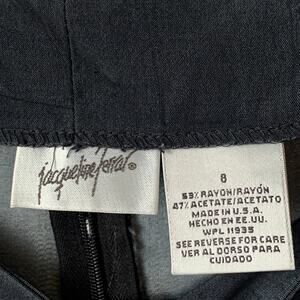 jacqueline ferrar®
8
53% RAYON/RAYÓN
47% ACETATE/ACETATO
MADE IN U.S.A
HECHO EN EE.UU.
WPL 11935
SEE REVERSE FOR CARE
VER AL DORSO PARA
CUIDADO